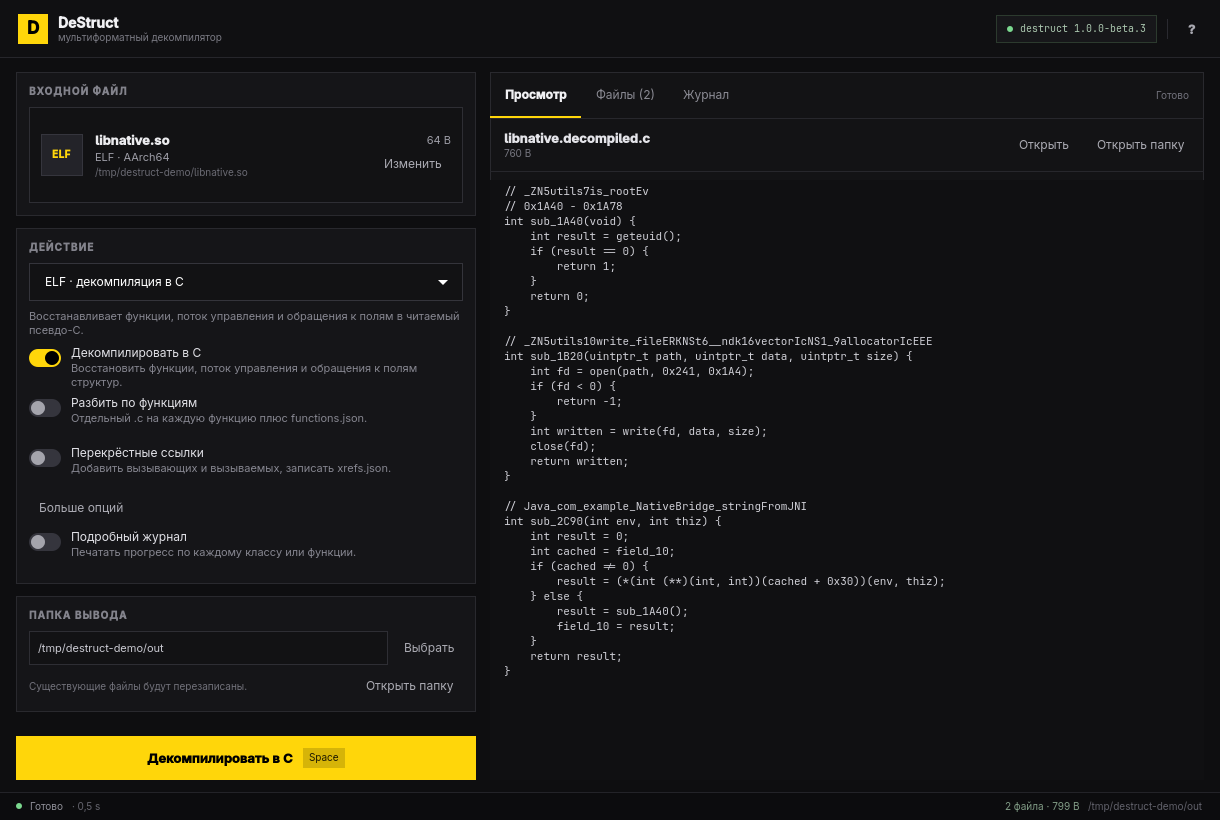 D
DeStruct
мультиформатный декомпилятор
destruct 1.0.0-beta.3
?
ВХОДНОЙ ФАЙЛ
ELF
libnative.so
64 B
ELF · AArch64
Изменить
/tmp/destruct-demo/libnative.so
ДЕЙСТВИЕ
ELF · декомпиляция в C
Восстанавливает функции, поток управления и обращения к полям в читаемый
псевдо-C.
Декомпилировать в C
Восстановить функции, поток управления и обращения к полям
структур.
Разбить по функциям
Отдельный .c на каждую функцию плюс functions.json.
Перекрёстные ссылки
Добавить вызывающих и вызываемых, записать xrefs.json.
Больше опций
Подробный журнал
Печатать прогресс по каждому классу или функции.
ПАПКА ВЫВОДА
/tmp/destruct-demo/out
Выбрать
Существующие файлы будут перезаписаны.
Открыть папку
Декомпилировать в C
Space
Просмотр
Файлы (2)
Журнал
Готово
libnative.decompiled.c
760 B
Открыть
Открыть папку
// _ZN5utils7is_rootEv
// 0x1A40 - 0x1A78
int sub_1A40(void) {
    int result = geteuid();
    if (result == 0) {
        return 1;
    }
    return 0;
}
// _ZN5utils10write_fileERKNSt6__ndk16vectorIcNS1_9allocatorIcEEE
int sub_1B20(uintptr_t path, uintptr_t data, uintptr_t size) {
    int fd = open(path, 0x241, 0x1A4);
    if (fd < 0) {
        return -1;
    }
    int written = write(fd, data, size);
    close(fd);
    return written;
}
// Java_com_example_NativeBridge_stringFromJNI
int sub_2C90(int env, int thiz) {
    int result = 0;
    int cached = field_10;
    if (cached != 0) {
        result = (*(int (**)(int, int))(cached + 0x30))(env, thiz);
    } else {
        result = sub_1A40();
        field_10 = result;
    }
    return result;
}
Готово · 0,5 s
2 файла · 799 B /tmp/destruct-demo/out